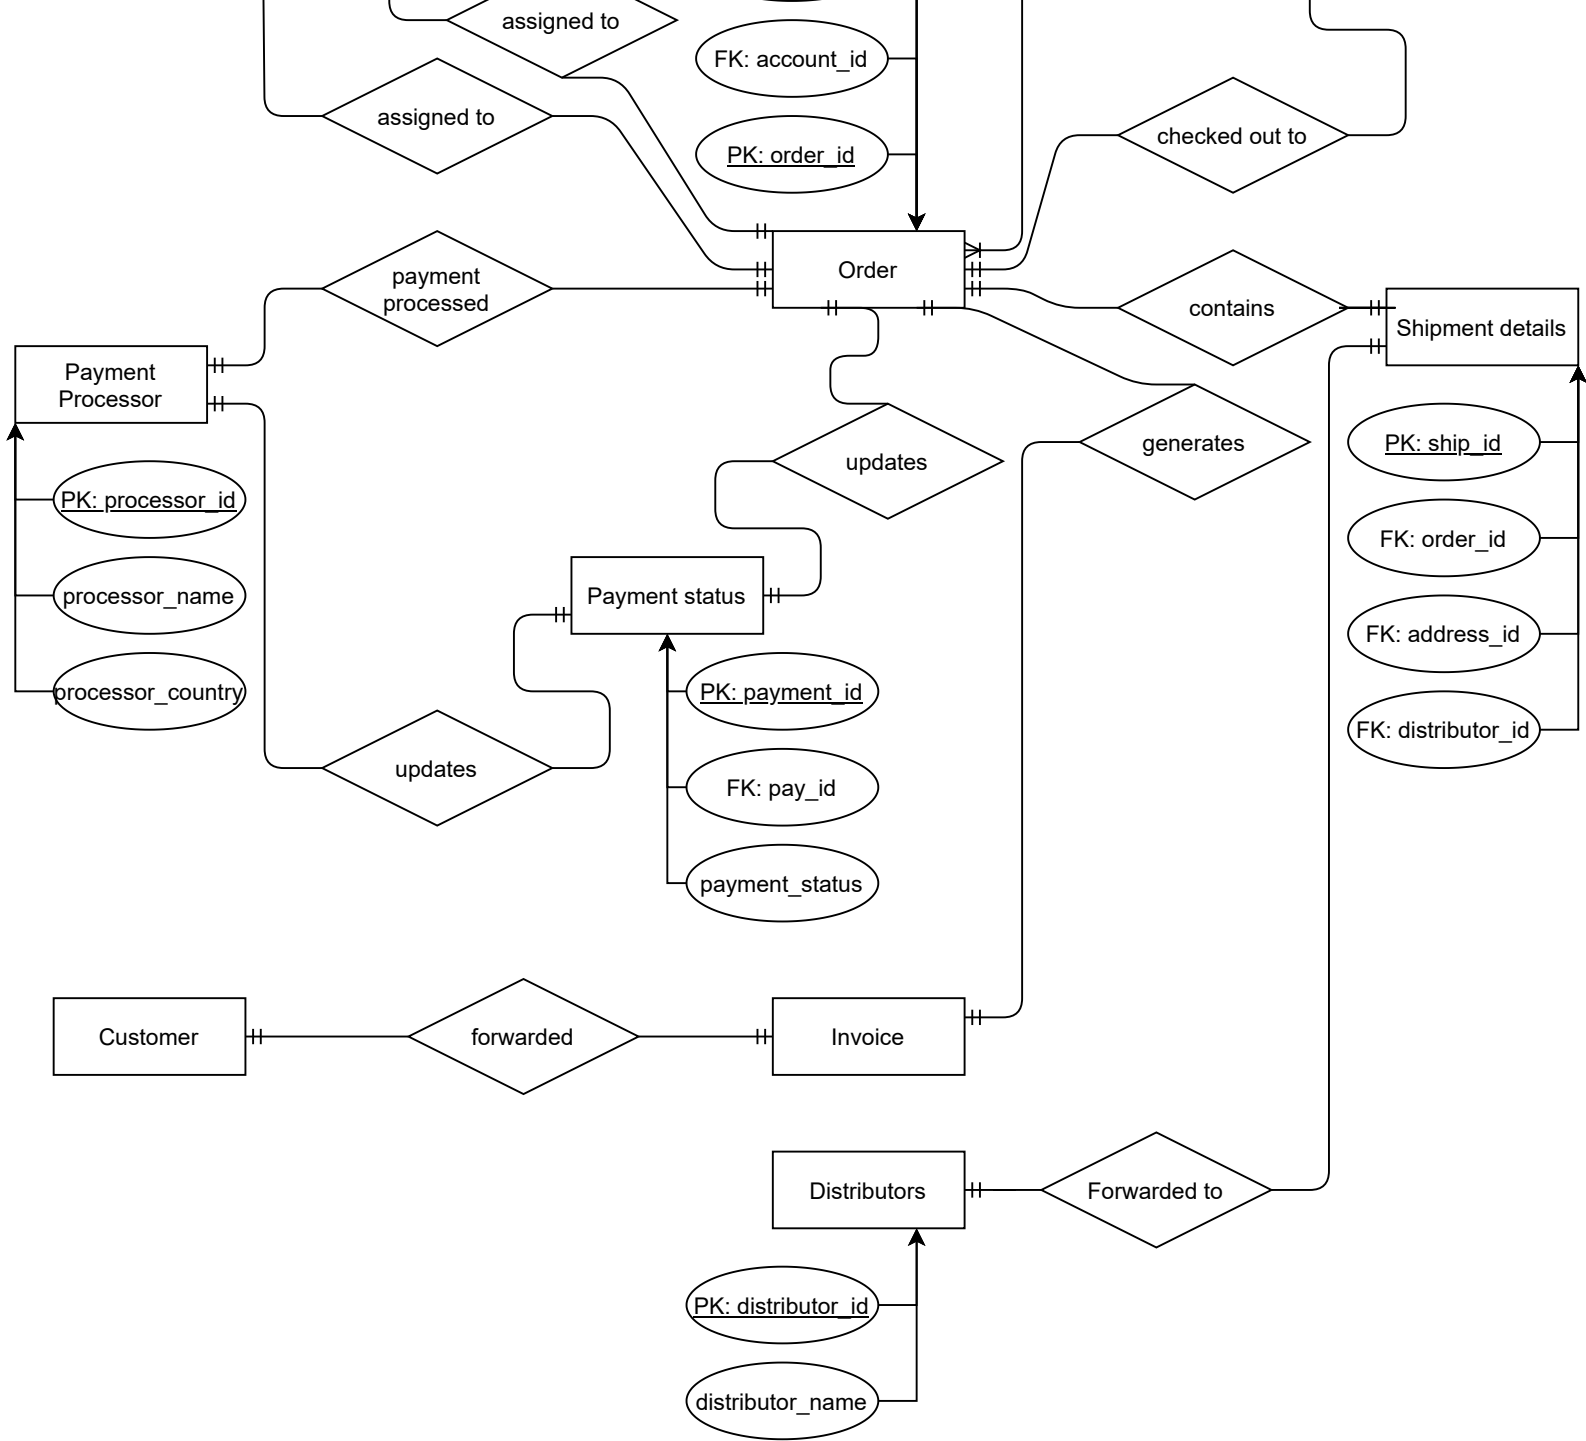 assigned to
FK: account_id
assigned to
checked out to
PK: order_id
payment
processed
Order
contains
Shipment details
Payment
Processor
PK: ship_id
generates
updates
PK: processor_id
FK: order_id
processor_name
Payment status
FK: address_id
processor_country
PK: payment_id
FK: distributor_id
updates
FK: pay_id
payment_status
Customer
forwarded
Invoice
Distributors
Forwarded to
PK: distributor_id
distributor_name